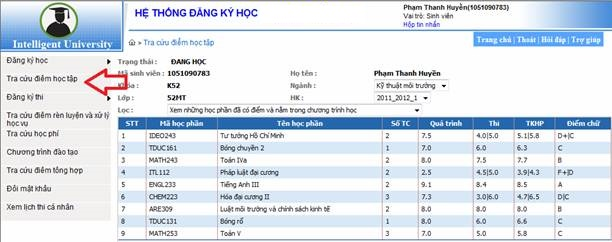 HỆ THỐNG ĐĂNG KÝ HỌC
Phạm Thanh Huyền(1051090783)
Vai trò: Sinh viên
Hộp tin nhắn
Intelligent University
Tra cứu điểm học tập
Trang chủ | Thoát | Hỏi đáp | Trợ giúp
Đăng ký học
Tra cứu điểm học tập
Đăng ký thi
Tra cứu điểm rèn luyện và xử lý học vụ
Tra cứu học phí
Chương trình đào tạo
Tra cứu điểm tổng hợp
Đổi mật khẩu
Xem lịch thi cá nhân
Trạng thái : ĐANG HỌC
Mã sinh viên : 1051090783 Họ tên : Phạm Thanh Huyền
Khóa : K52 Ngành : Kỹ thuật môi trường
Lớp : 52MT HK : 2011_2012_1
Lọc : Xem những học phần đã có điểm và nằm trong chương trình học
STT Mã học phần Tên học phần Số TC Quá trình Thi TKHP Điểm chữ
1 IDEO243 Tư tưởng Hồ Chí Minh 2 7.5 4.0|5.0 5.1|5.8 D+|C
2 TDUC161 Bóng chuyền 2 1 7.0 6.0 6.3 C
3 MATH243 Toán IVa 2 8.0 7.5 7.7 B
4 ITL112 Pháp luật đại cương 2 4.5|5.0 3.9|4.3 F+|D
5 ENGL233 Tiếng Anh III 2 9.1 8.4 8.5 A
6 CHEM223 Hóa đại cương II 3 7.3 3.0|6.0 4.7|6.5 D|C
7 ARE309 Luật môi trường và chính sách kinh tế 2 8.0 8.0 8.0 B
8 TDUC131 Bóng rổ 1 8.0 6.0 6.6 C
9 MATH253 Toán V 3 7.0 5.0 5.8 C